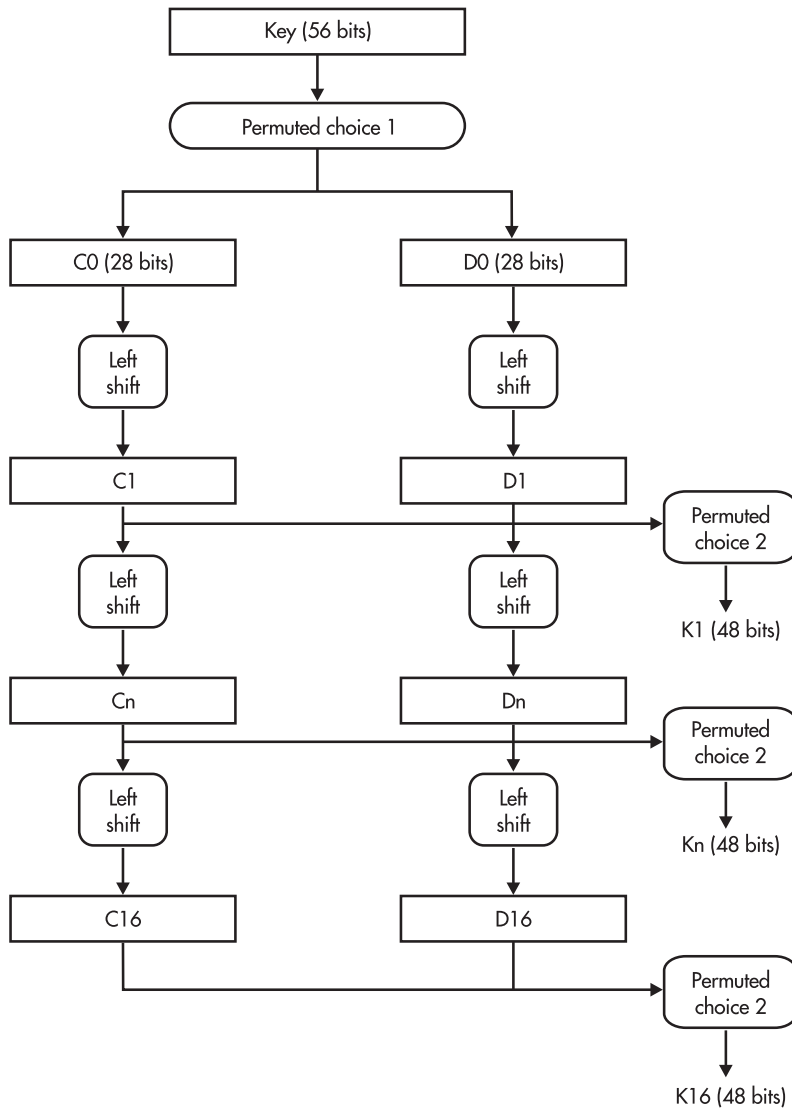 Key (56 bits)
Permuted choice 1
C0 (28 bits)
D0 (28 bits)
Left
shift
Left
shift
C1
D1
Permuted
choice 2
Left
shift
Left
shift
K1 (48 bits)
Cn
Dn
Permuted
choice 2
Left
shift
Left
shift
Kn (48 bits)
C16
D16
Permuted
choice 2
K16 (48 bits)